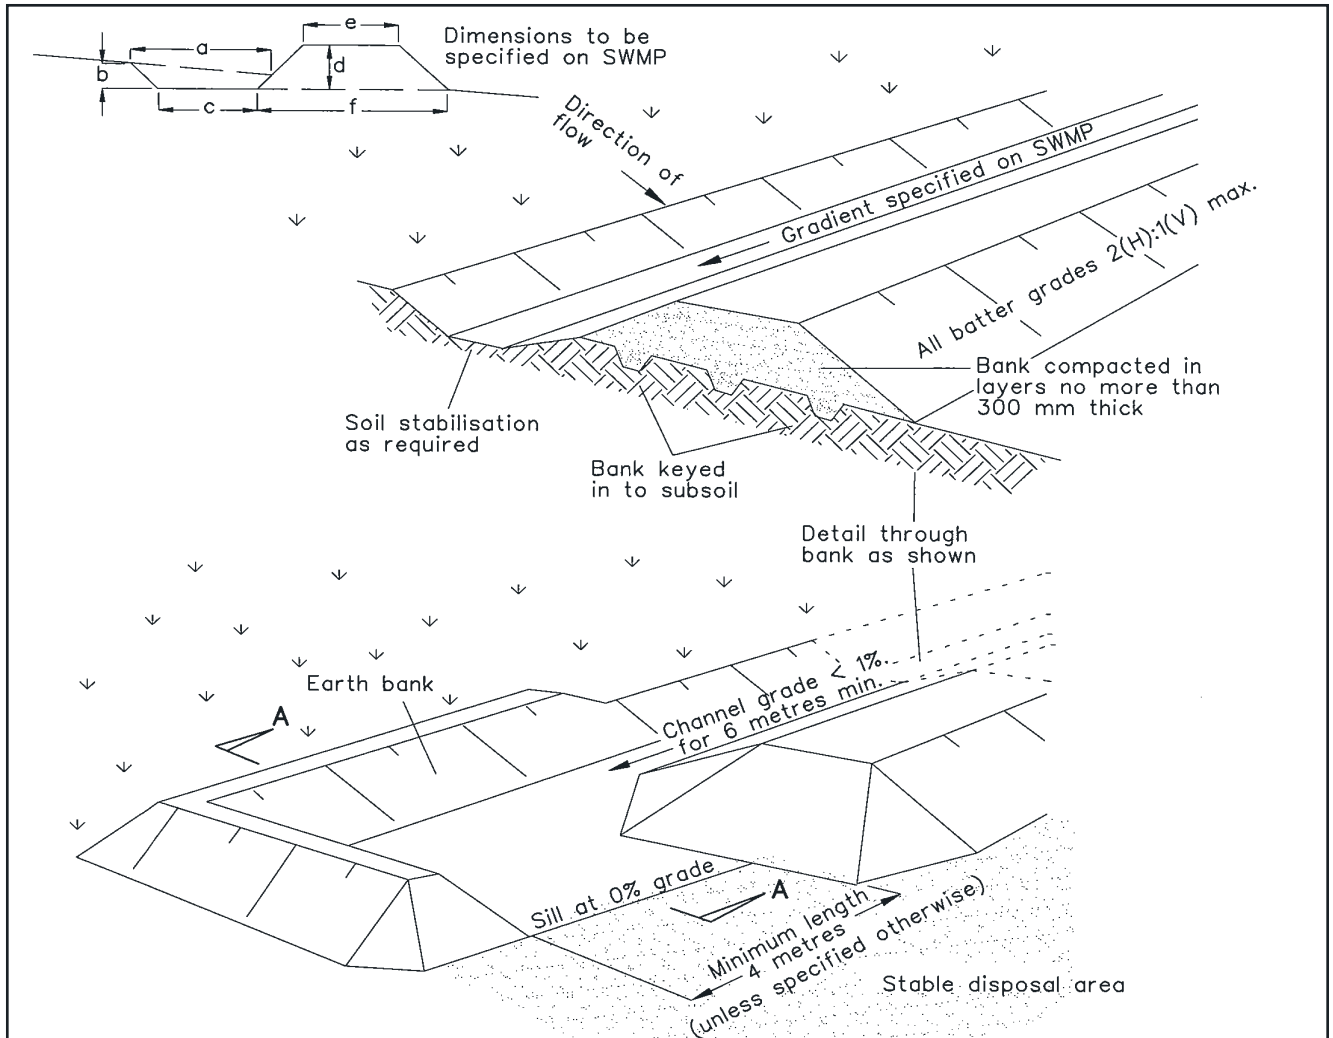 e
Dimensions to be
specified on SWMP
a
b
d
c
f
Direction of
flow
Gradient specified on SWMP
All batter grades 2(H):1(V) max.
Bank compacted in
layers no more than
300 mm thick
Soil stabilisation
as required
Bank keyed
in to subsoil
Detail through
bank as shown
Earth bank
Channel grade < 1%
for 6 metres min.
A
Sill at 0% grade
A
Minimum length
4 metres
(unless specified otherwise)
Stable disposal area